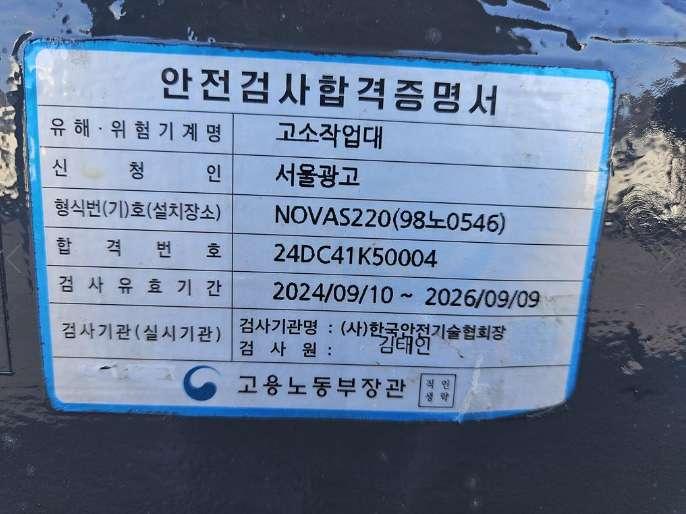 안전검사합격증명서
유해·위험기계명 고소작업대
신청인 서울광고
형식번(기)호(설치장소) NOVAS220(98노0546)
합격번호 24DC41K50004
검사유효기간 2024/09/10 ~ 2026/09/09
검사기관(실시기관) 검사기관명 : (사)한국안전기술협회장
검사원 : 김태인
고용노동부장관 직인생략